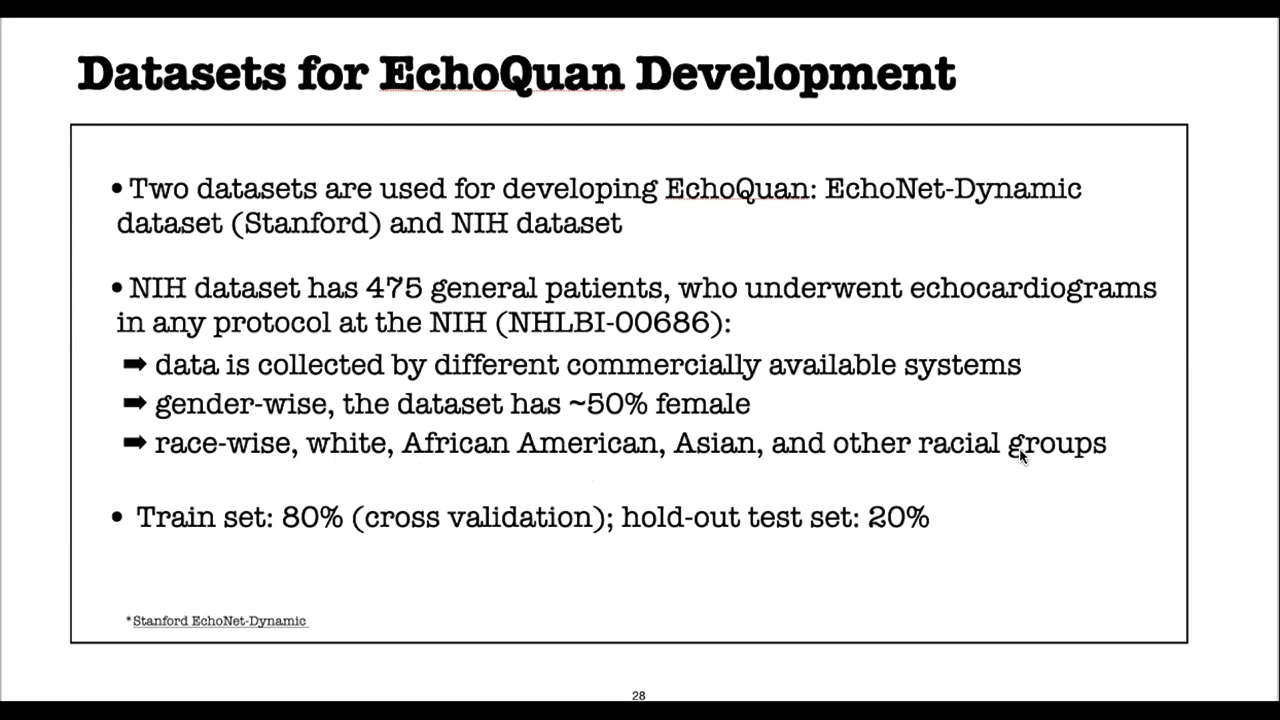 Datasets for EchoQuan Development
• Two datasets are used for developing EchoQuan: EchoNet-Dynamic
dataset (Stanford) and NIH dataset
• NIH dataset has 475 general patients, who underwent echocardiograms
in any protocol at the NIH (NHLBI-00686):
➡ data is collected by different commercially available systems
➡ gender-wise, the dataset has ~50% female
➡ race-wise, white, African American, Asian, and other racial groups
• Train set: 80% (cross validation); hold-out test set: 20%
*Stanford EchoNet-Dynamic
28